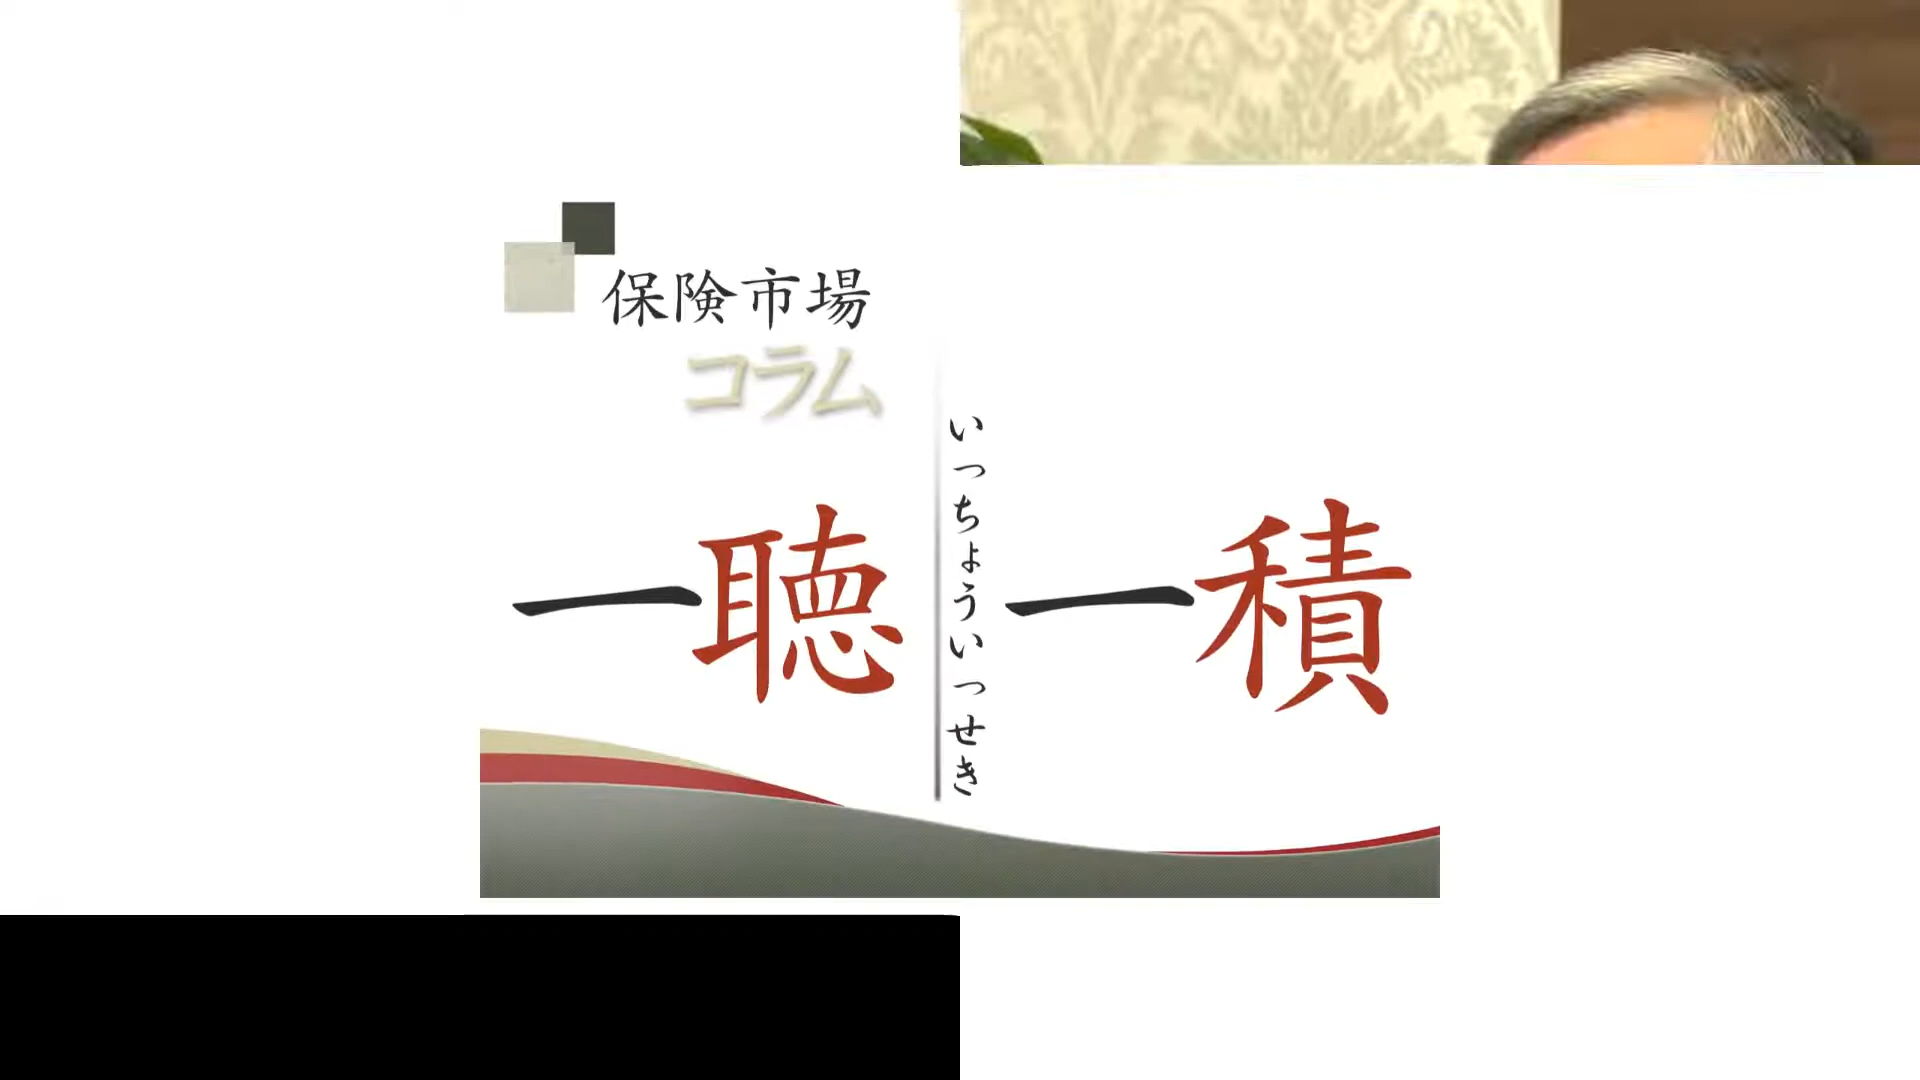 保険市場
コラム
一聴
いっちょういっせき
一積